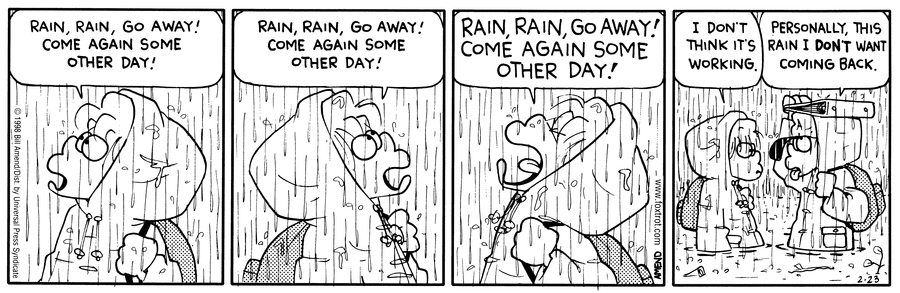 RAIN, RAIN, GO AWAY!
COME AGAIN SOME
OTHER DAY!
© 1998 Bill Amend/Dist. by Universal Press Syndicate
RAIN, RAIN, GO AWAY!
COME AGAIN SOME
OTHER DAY!
RAIN, RAIN, GO AWAY!
COME AGAIN SOME
OTHER DAY!
www.foxtrot.com
AMEND
I DON'T
THINK IT'S
WORKING.
PERSONALLY, THIS
RAIN I DON'T WANT
COMING BACK.
2-23